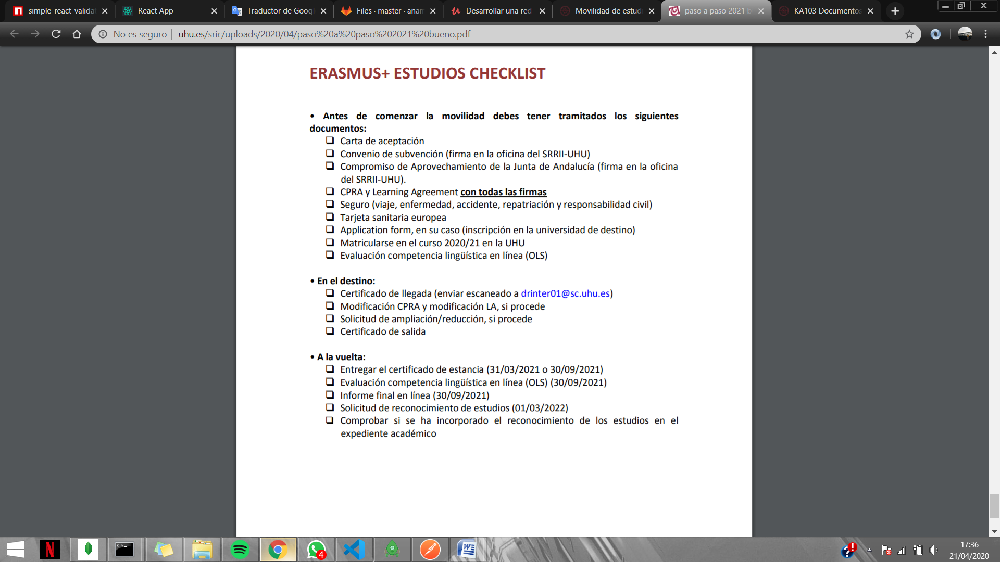 simple-react-valida
React App
Traductor de Googl
Files · master · anam
Desarrollar una red
Movilidad de estudi
paso a paso 2021 b
KA103 Documentos
No es seguro | uhu.es/sric/uploads/2020/04/paso%20a%20paso%202021%20bueno.pdf
ERASMUS+ ESTUDIOS CHECKLIST
• Antes de comenzar la movilidad debes tener tramitados los siguientes
documentos:
❑ Carta de aceptación
❑ Convenio de subvención (firma en la oficina del SRRII-UHU)
❑ Compromiso de Aprovechamiento de la Junta de Andalucía (firma en la oficina
del SRRII-UHU).
❑ CPRA y Learning Agreement con todas las firmas
❑ Seguro (viaje, enfermedad, accidente, repatriación y responsabilidad civil)
❑ Tarjeta sanitaria europea
❑ Application form, en su caso (inscripción en la universidad de destino)
❑ Matricularse en el curso 2020/21 en la UHU
❑ Evaluación competencia lingüística en línea (OLS)
• En el destino:
❑ Certificado de llegada (enviar escaneado a drinter01@sc.uhu.es)
❑ Modificación CPRA y modificación LA, si procede
❑ Solicitud de ampliación/reducción, si procede
❑ Certificado de salida
• A la vuelta:
❑ Entregar el certificado de estancia (31/03/2021 o 30/09/2021)
❑ Evaluación competencia lingüística en línea (OLS) (30/09/2021)
❑ Informe final en línea (30/09/2021)
❑ Solicitud de reconocimiento de estudios (01/03/2022)
❑ Comprobar si se ha incorporado el reconocimiento de los estudios en el
expediente académico
4
17:36
21/04/2020